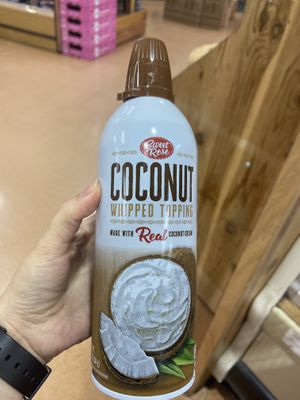 Sweet
Rose
COCONUT
WHIPPED TOPPING
MADE WITH Real COCONUT CREAM